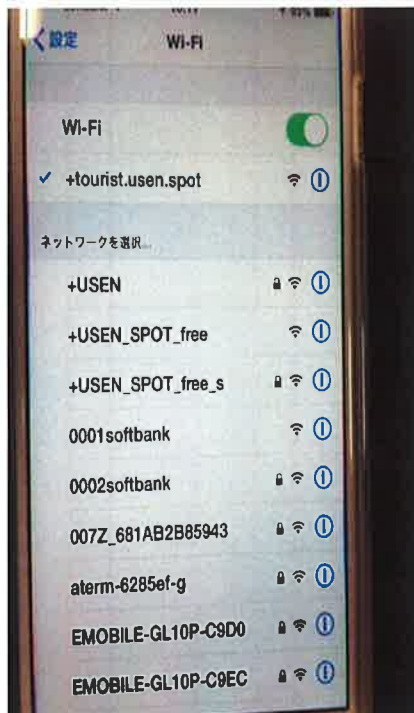 設定
Wi-Fi
Wi-Fi
+tourist.usen.spot
ネットワークを選択...
+USEN
+USEN_SPOT_free
+USEN_SPOT_free_s
0001softbank
0002softbank
007Z_681AB2B85943
aterm-6285ef-g
EMOBILE-GL10P-C9D0
EMOBILE-GL10P-C9EC